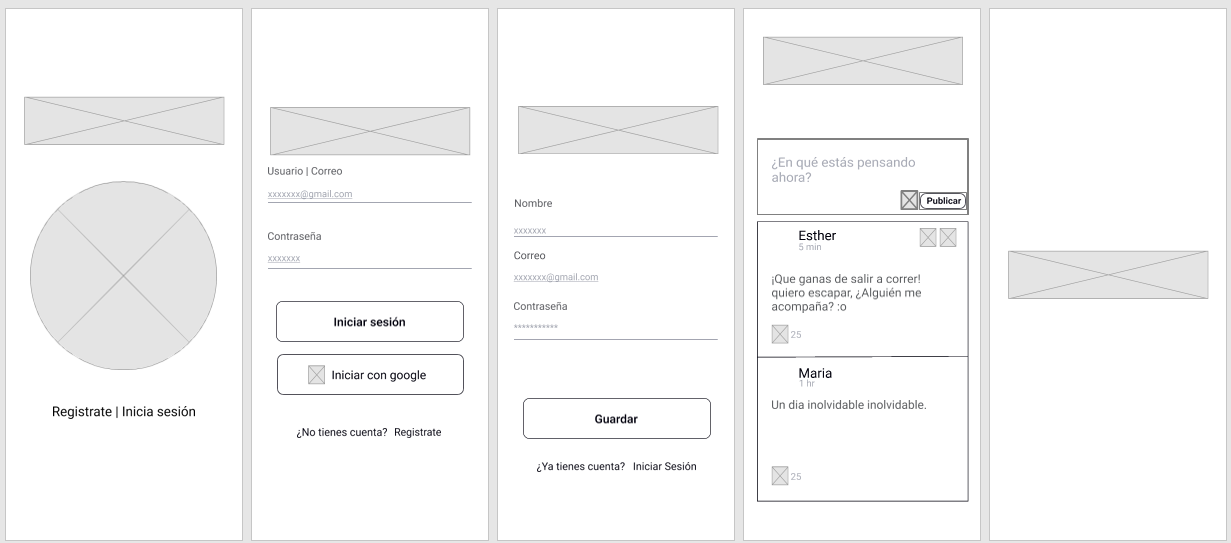 Registrate | Inicia sesión
Usuario | Correo
xxxxxxx@gmail.com
Contraseña
xxxxxxx
Iniciar sesión
Iniciar con google
¿No tienes cuenta? Registrate
Nombre
xxxxxxx
Correo
xxxxxxx@gmail.com
Contraseña
***********
Guardar
¿Ya tienes cuenta? Iniciar Sesión
¿En qué estás pensando
ahora?
Publicar
Esther
5 min
¡Que ganas de salir a correr!
quiero escapar, ¿Alguién me
acompaña? :o
25
Maria
1 hr
Un dia inolvidable inolvidable.
25